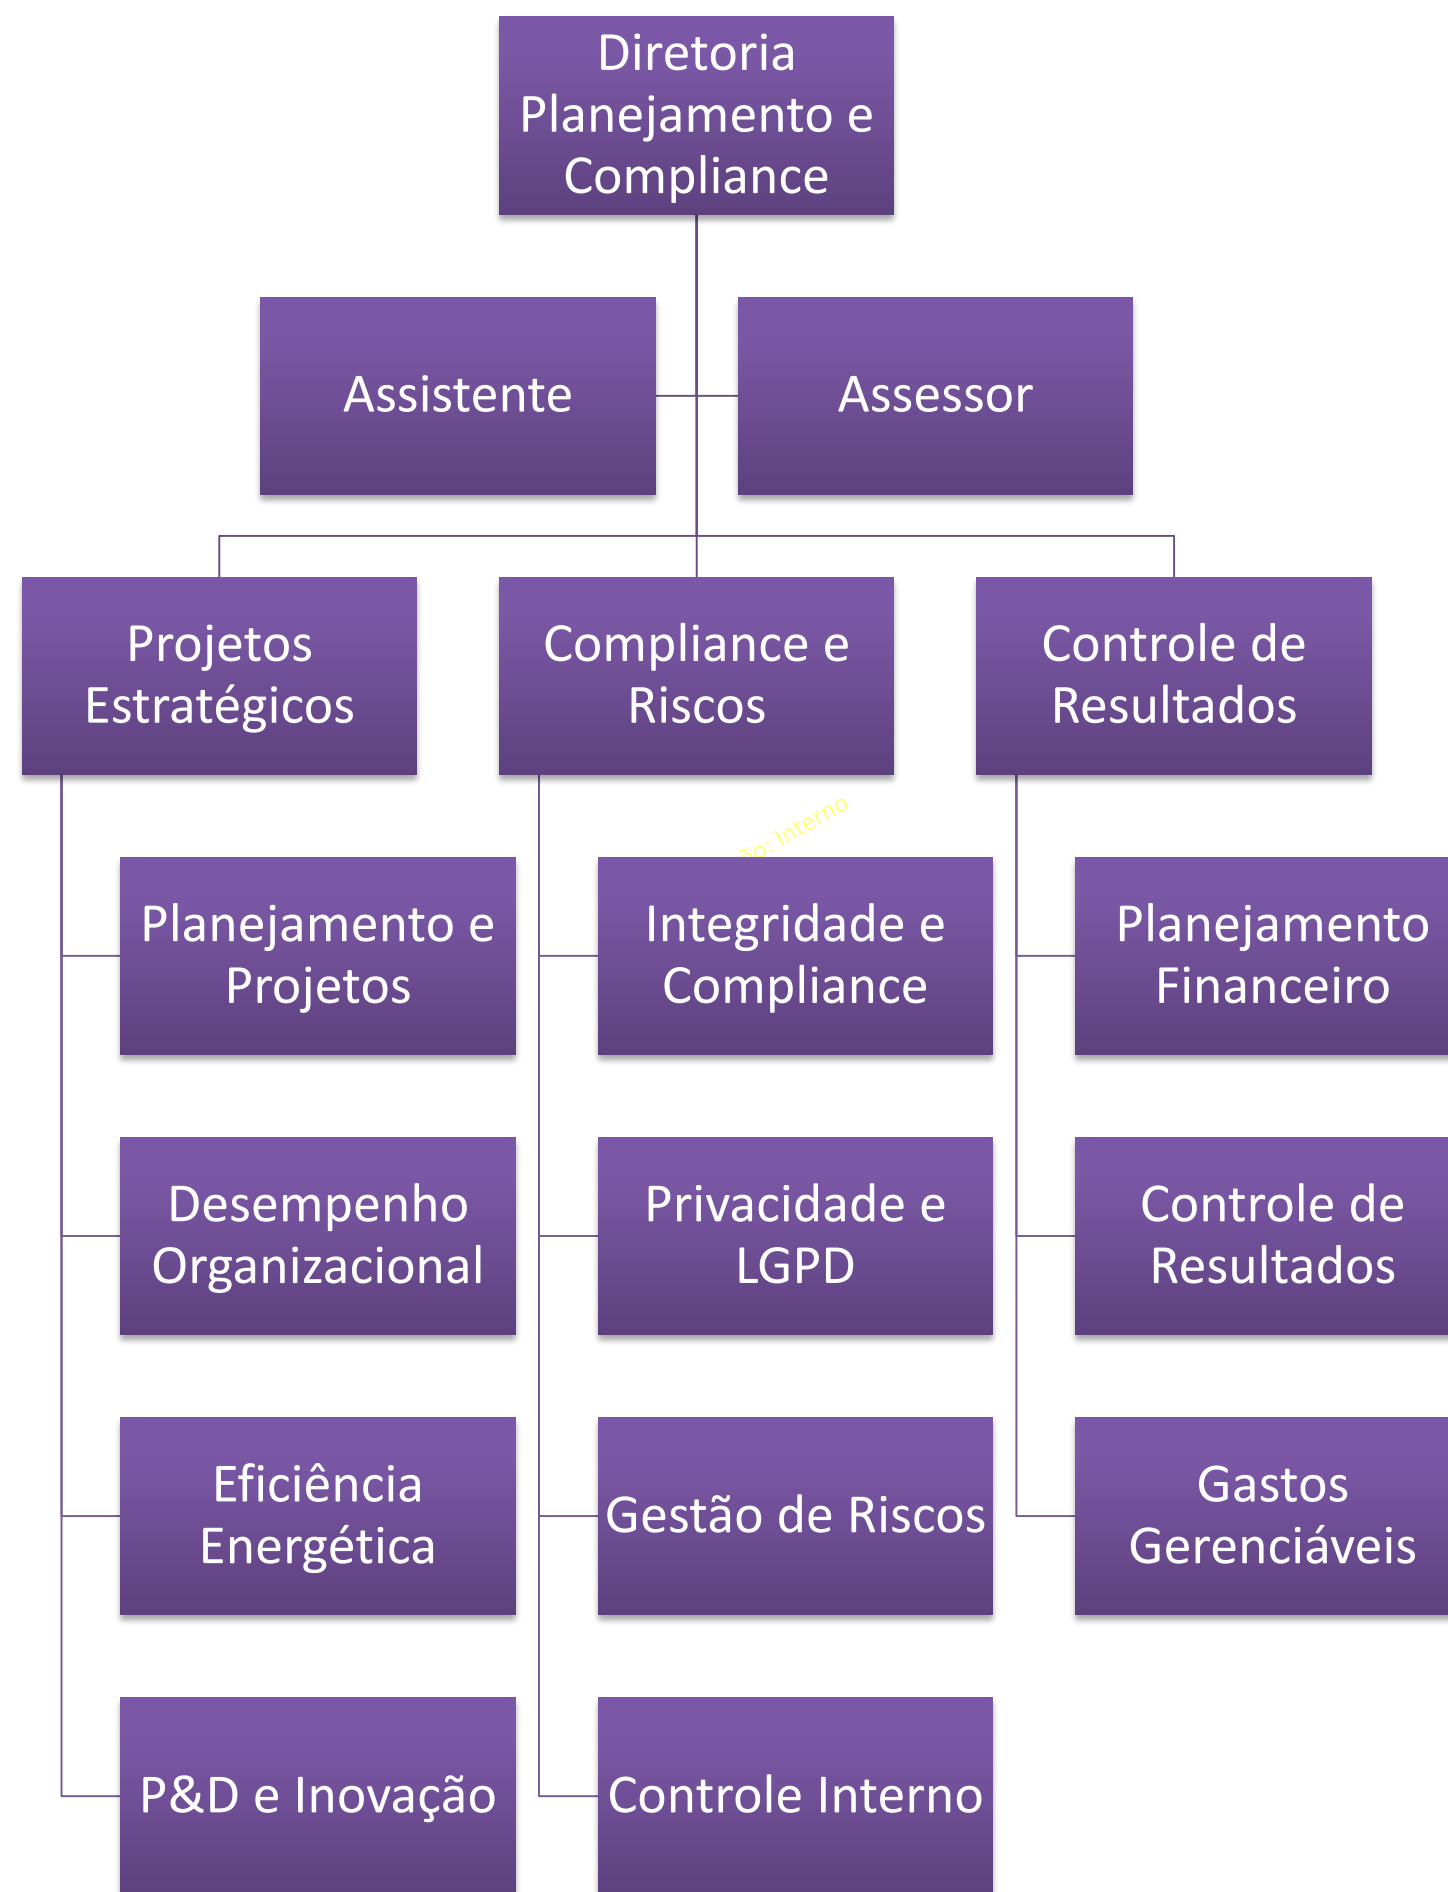 Diretoria
Planejamento e
Compliance
Assistente
Assessor
Projetos
Estratégicos
Compliance e
Riscos
Controle de
Resultados
Interno
Planejamento e
Projetos
Integridade e
Compliance
Planejamento
Financeiro
Desempenho
Organizacional
Privacidade e
LGPD
Controle de
Resultados
Eficiência
Energética
Gestão de Riscos
Gastos
Gerenciáveis
P&D e Inovação
Controle Interno